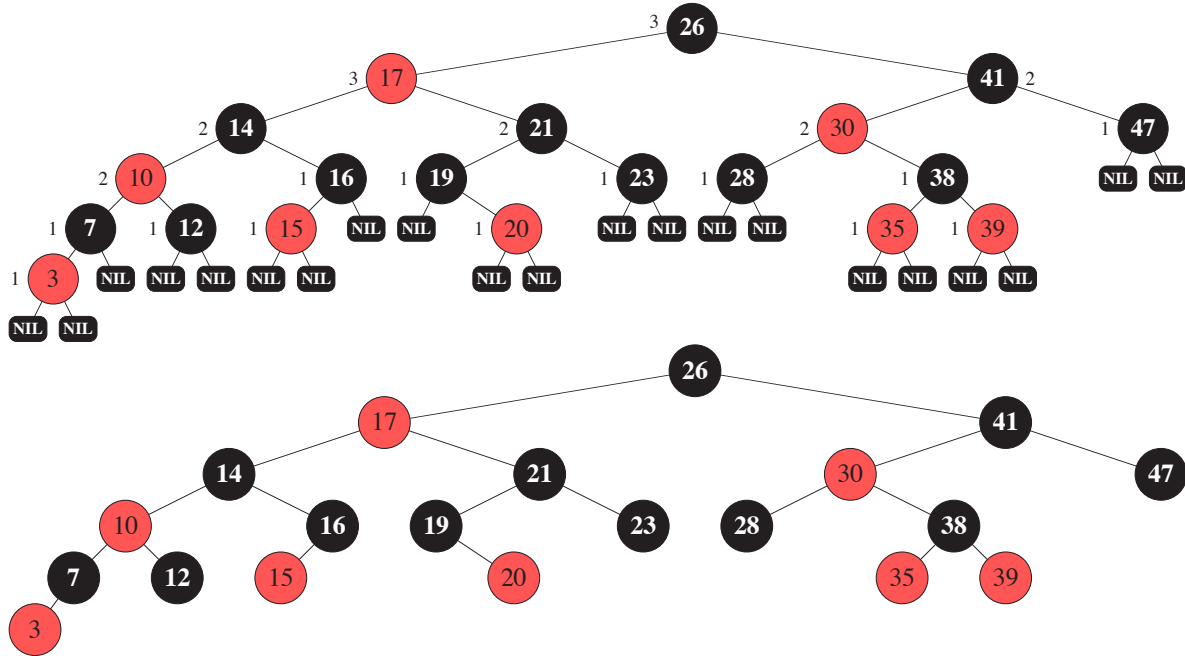 3 26
3 17 41 2
2 14 2 21 2 30 1 47
2 10 1 16 1 19 1 23 1 28 1 38 NIL NIL
1 7 1 12 1 15 NIL NIL 1 20 NIL NIL NIL NIL 1 35 1 39
1 3 NIL NIL NIL NIL NIL NIL NIL NIL NIL NIL NIL
NIL NIL
26
17 41
14 21 30 47
10 16 19 23 28 38
7 12 15 20 35 39
3